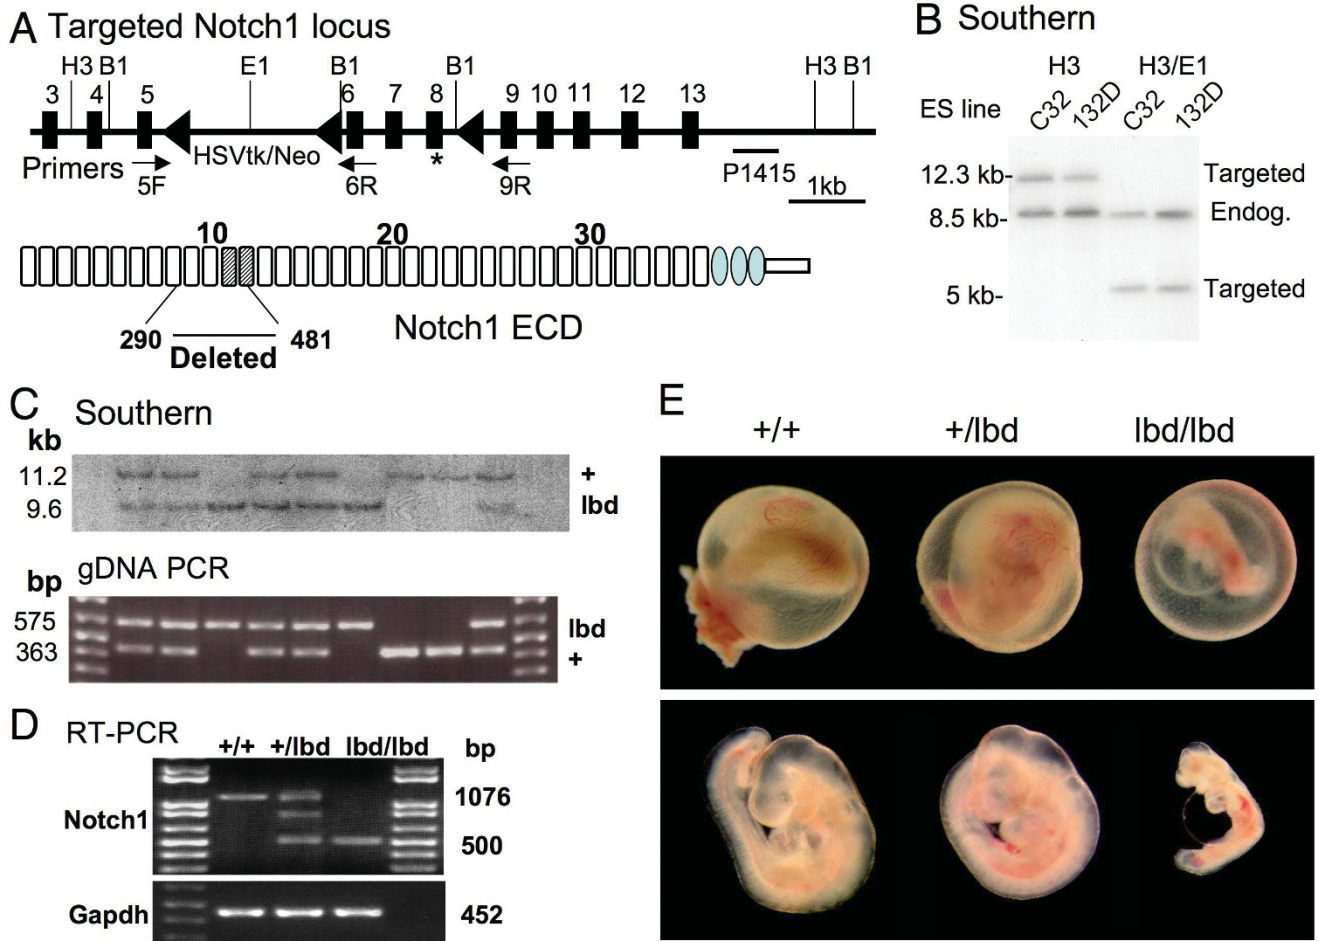 A Targeted Notch1 locus
H3 B1 E1 B1 B1 H3 B1
3 4 5 6 7 8 9 10 11 12 13
HSVtk/Neo
*
Primers 5F 6R 9R P1415
1kb
10 20 30
290 481
Deleted
Notch1 ECD
B Southern
H3 H3/E1
ES line C32 132D C32 132D
12.3 kb- Targeted
8.5 kb- Endog.
5 kb- Targeted
C Southern
kb
11.2 +
9.6 lbd
bp gDNA PCR
575 lbd
363 +
D RT-PCR
+/+ +/lbd lbd/lbd bp
1076
Notch1
500
Gapdh 452
E
+/+ +/lbd lbd/lbd